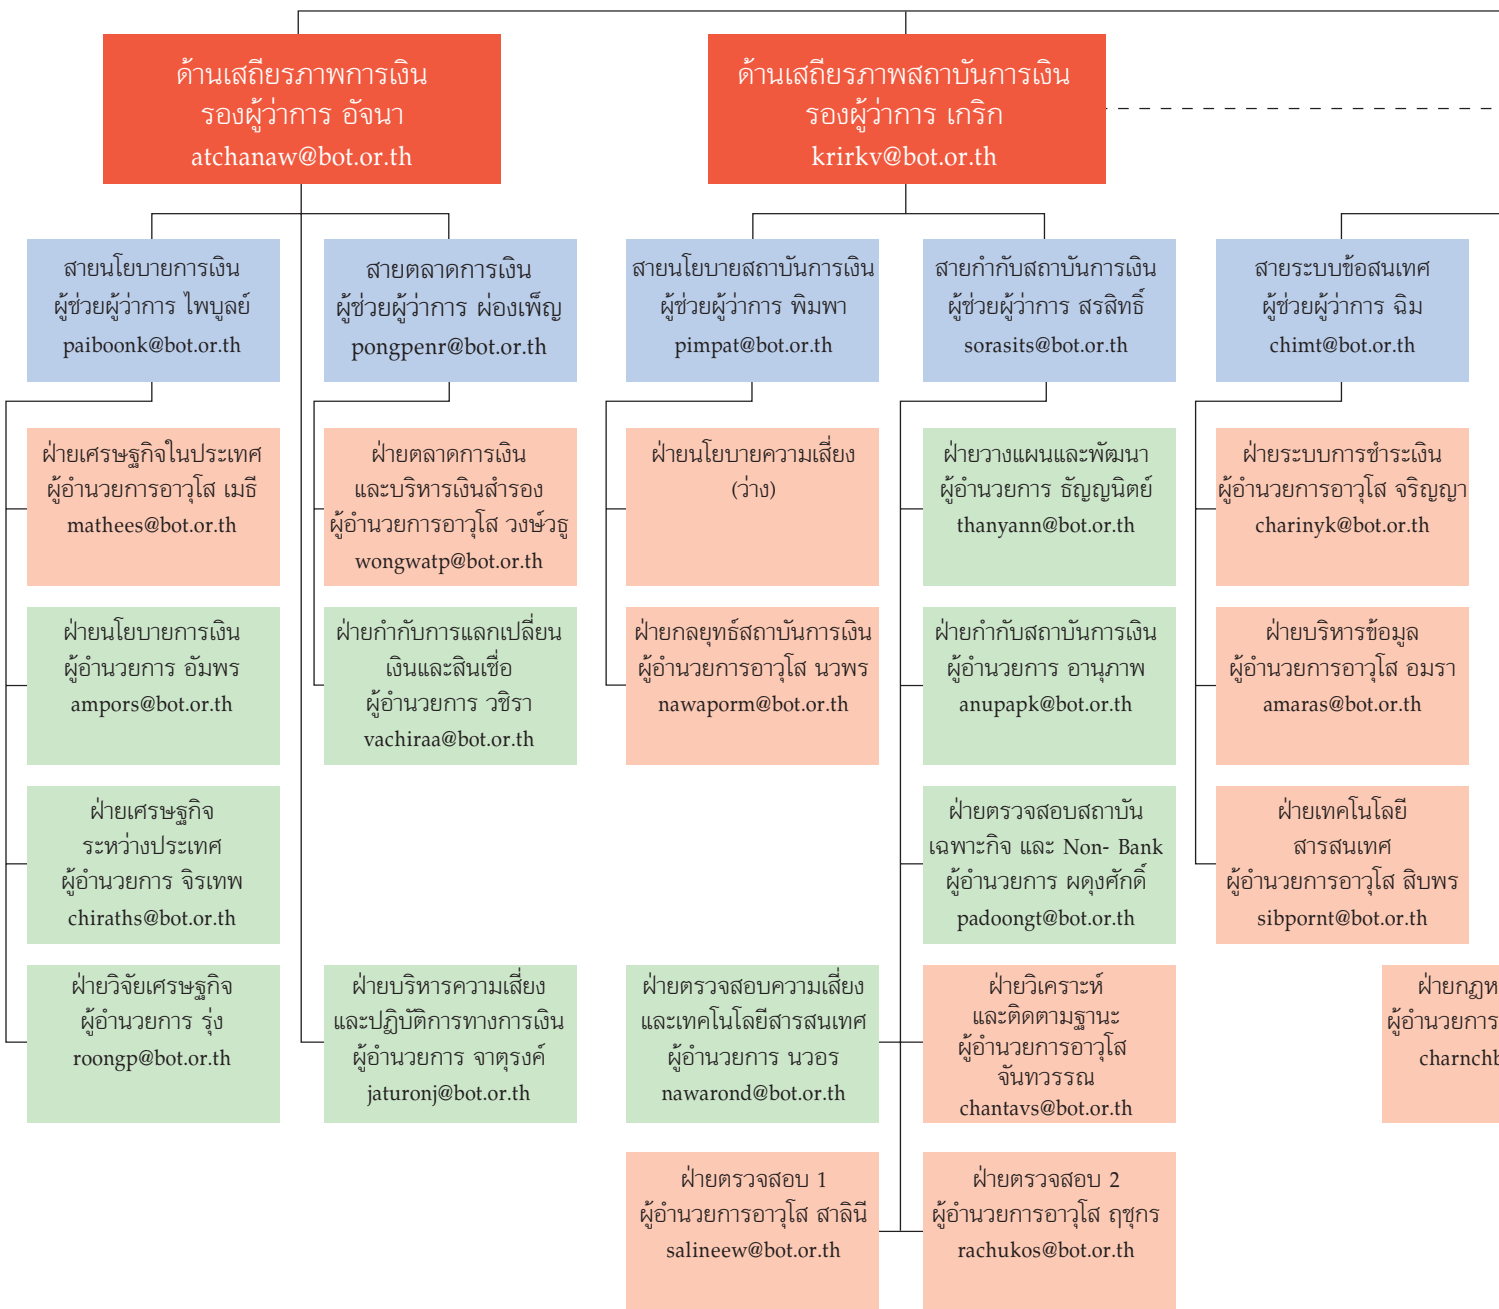 ด้านเสถียรภาพการเงิน
รองผู้ว่าการ อัจนา
atchanaw@bot.or.th
ด้านเสถียรภาพสถาบันการเงิน
รองผู้ว่าการ เกริก
krirkv@bot.or.th
สายนโยบายการเงิน
ผู้ช่วยผู้ว่าการ ไพบูลย์
paiboonk@bot.or.th
สายตลาดการเงิน
ผู้ช่วยผู้ว่าการ ผ่องเพ็ญ
pongpenr@bot.or.th
สายนโยบายสถาบันการเงิน
ผู้ช่วยผู้ว่าการ พิมพา
pimpat@bot.or.th
สายกำกับสถาบันการเงิน
ผู้ช่วยผู้ว่าการ สรสิทธิ์
sorasits@bot.or.th
สายระบบข้อสนเทศ
ผู้ช่วยผู้ว่าการ ฉิม
chimt@bot.or.th
ฝ่ายเศรษฐกิจในประเทศ
ผู้อำนวยการอาวุโส เมธี
mathees@bot.or.th
ฝ่ายตลาดการเงิน
และบริหารเงินสำรอง
ผู้อำนวยการอาวุโส วงษ์วธู
wongwatp@bot.or.th
ฝ่ายนโยบายความเสี่ยง
(ว่าง)
ฝ่ายวางแผนและพัฒนา
ผู้อำนวยการ ธัญญนิตย์
thanyann@bot.or.th
ฝ่ายระบบการชำระเงิน
ผู้อำนวยการอาวุโส จริญญา
charinyk@bot.or.th
ฝ่ายนโยบายการเงิน
ผู้อำนวยการ อัมพร
ampors@bot.or.th
ฝ่ายกำกับการแลกเปลี่ยน
เงินและสินเชื่อ
ผู้อำนวยการ วชิรา
vachiraa@bot.or.th
ฝ่ายกลยุทธ์สถาบันการเงิน
ผู้อำนวยการอาวุโส นวพร
nawaporm@bot.or.th
ฝ่ายกำกับสถาบันการเงิน
ผู้อำนวยการ อานุภาพ
anupapk@bot.or.th
ฝ่ายบริหารข้อมูล
ผู้อำนวยการอาวุโส อมรา
amaras@bot.or.th
ฝ่ายเศรษฐกิจ
ระหว่างประเทศ
ผู้อำนวยการ จิรเทพ
chiraths@bot.or.th
ฝ่ายตรวจสอบสถาบัน
เฉพาะกิจ และ Non- Bank
ผู้อำนวยการ ผดุงศักดิ์
padoongt@bot.or.th
ฝ่ายเทคโนโลยี
สารสนเทศ
ผู้อำนวยการอาวุโส สิบพร
sibpornt@bot.or.th
ฝ่ายวิจัยเศรษฐกิจ
ผู้อำนวยการ รุ่ง
roongp@bot.or.th
ฝ่ายบริหารความเสี่ยง
และปฏิบัติการทางการเงิน
ผู้อำนวยการ จาตุรงค์
jaturonj@bot.or.th
ฝ่ายตรวจสอบความเสี่ยง
และเทคโนโลยีสารสนเทศ
ผู้อำนวยการ นวอร
nawarond@bot.or.th
ฝ่ายวิเคราะห์
และติดตามฐานะ
ผู้อำนวยการอาวุโส
จันทวรรณ
chantavs@bot.or.th
ฝ่ายกฎห
ผู้อำนวยการ
charnchb
ฝ่ายตรวจสอบ 1
ผู้อำนวยการอาวุโส สาลินี
salineew@bot.or.th
ฝ่ายตรวจสอบ 2
ผู้อำนวยการอาวุโส ฤชุกร
rachukos@bot.or.th